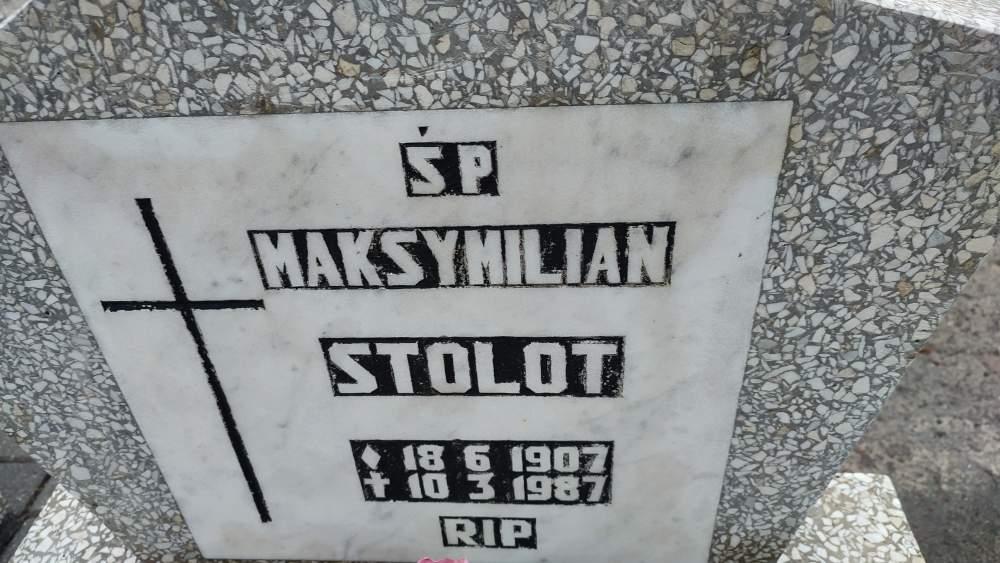 ŚP
MAKSYMILIAN
STOLOT
♦ 18 6 1907
✝ 10 3 1987
RIP